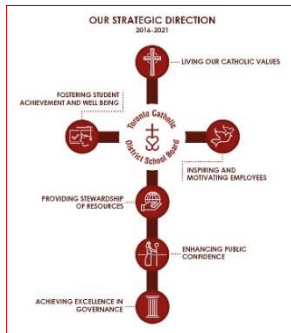 OUR STRATEGIC DIRECTION
2016-2021
LIVING OUR CATHOLIC VALUES
FOSTERING STUDENT
ACHIEVEMENT AND WELL BEING
Toronto Catholic
District School Board
INSPIRING AND
MOTIVATING EMPLOYEES
PROVIDING STEWARDSHIP
OF RESOURCES
ENHANCING PUBLIC
CONFIDENCE
ACHIEVING EXCELLENCE IN
GOVERNANCE